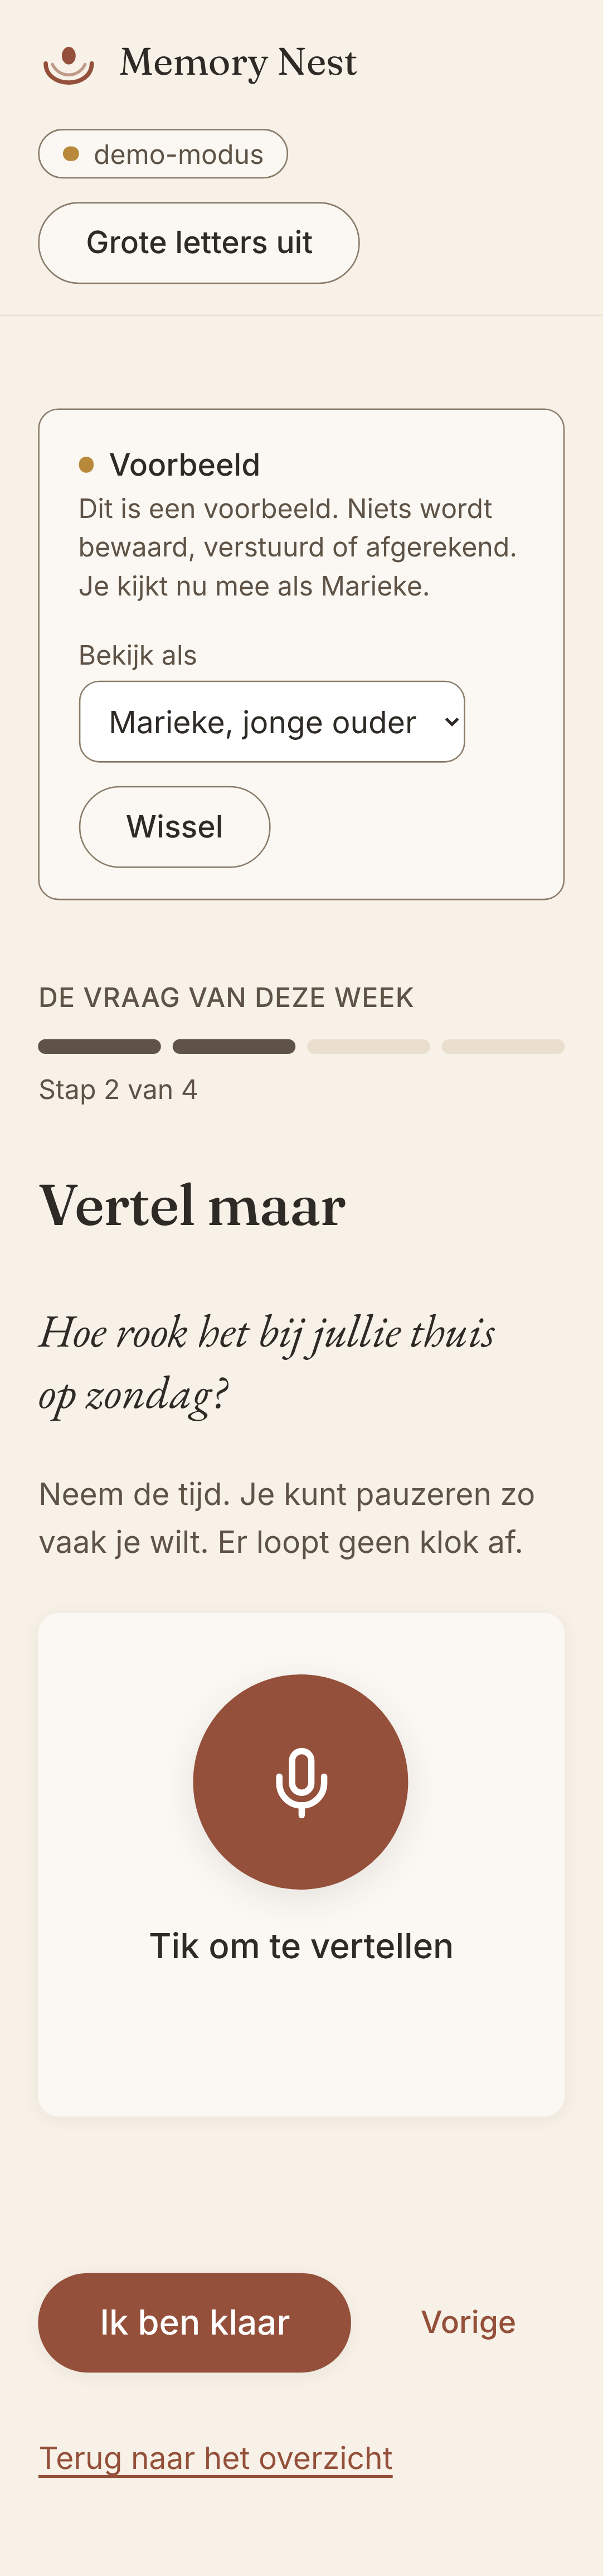 Memory Nest
demo-modus
Grote letters uit
Voorbeeld
Dit is een voorbeeld. Niets wordt
bewaard, verstuurd of afgerekend.
Je kijkt nu mee als Marieke.
Bekijk als
Marieke, jonge ouder
Wissel
DE VRAAG VAN DEZE WEEK
Stap 2 van 4
Vertel maar
Hoe rook het bij jullie thuis
op zondag?
Neem de tijd. Je kunt pauzeren zo
vaak je wilt. Er loopt geen klok af.
Tik om te vertellen
Ik ben klaar
Vorige
Terug naar het overzicht